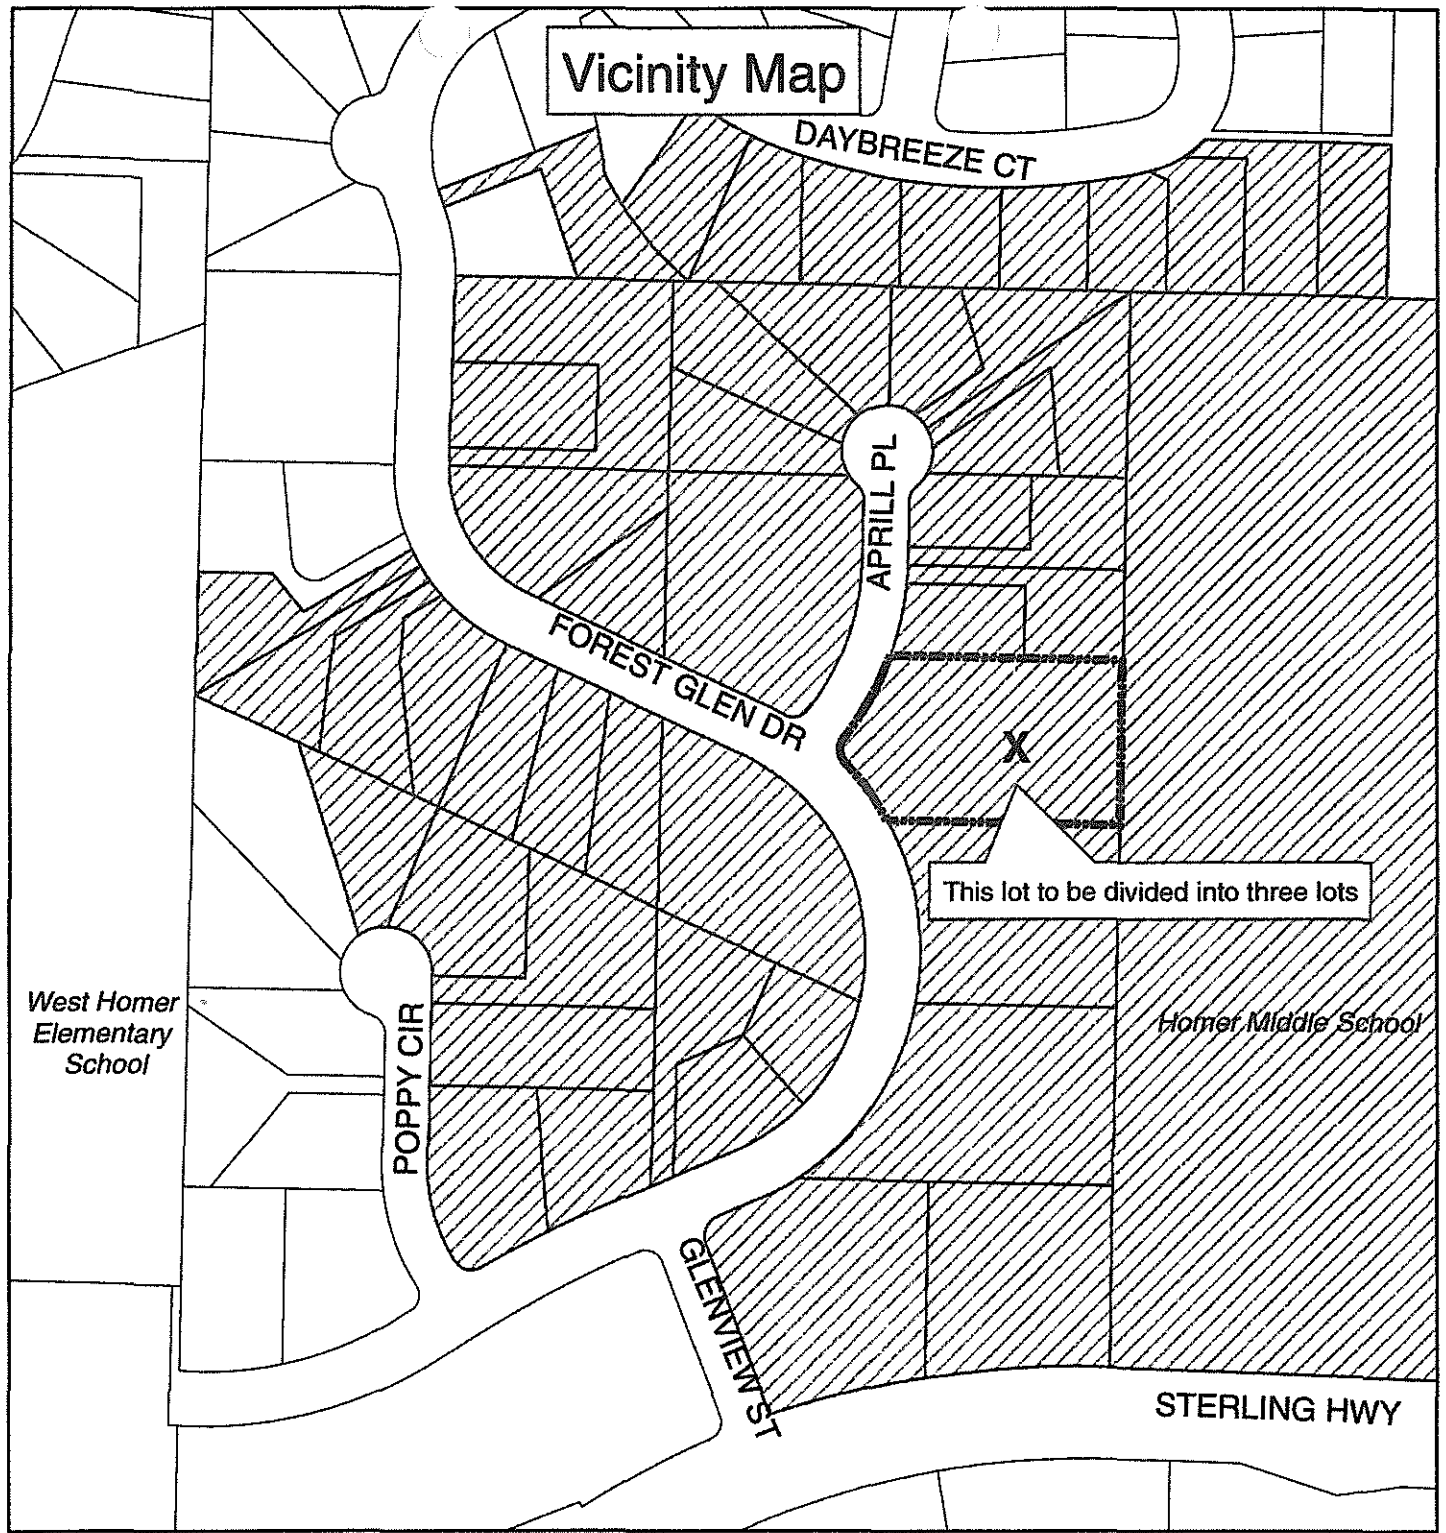 Vicinity Map
DAYBREEZE CT
APRILL PL
FOREST GLEN DR
X
This lot to be divided into three lots
West Homer
Elementary
School
Homer Middle School
POPPY CIR
GLENVIEW ST
STERLING HWY